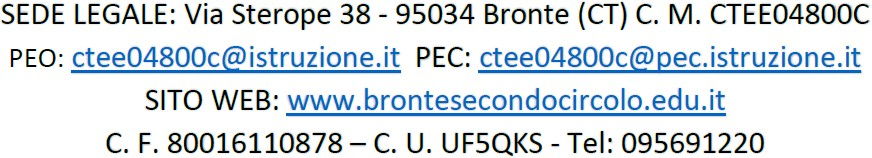 SEDE LEGALE: Via Sterope 38 - 95034 Bronte (CT) C. M. CTEE04800C
PEO: ctee04800c@istruzione.it PEC: ctee04800c@pec.istruzione.it
SITO WEB: www.brontesecondocircolo.edu.it
C. F. 80016110878 – C. U. UF5QKS - Tel: 095691220